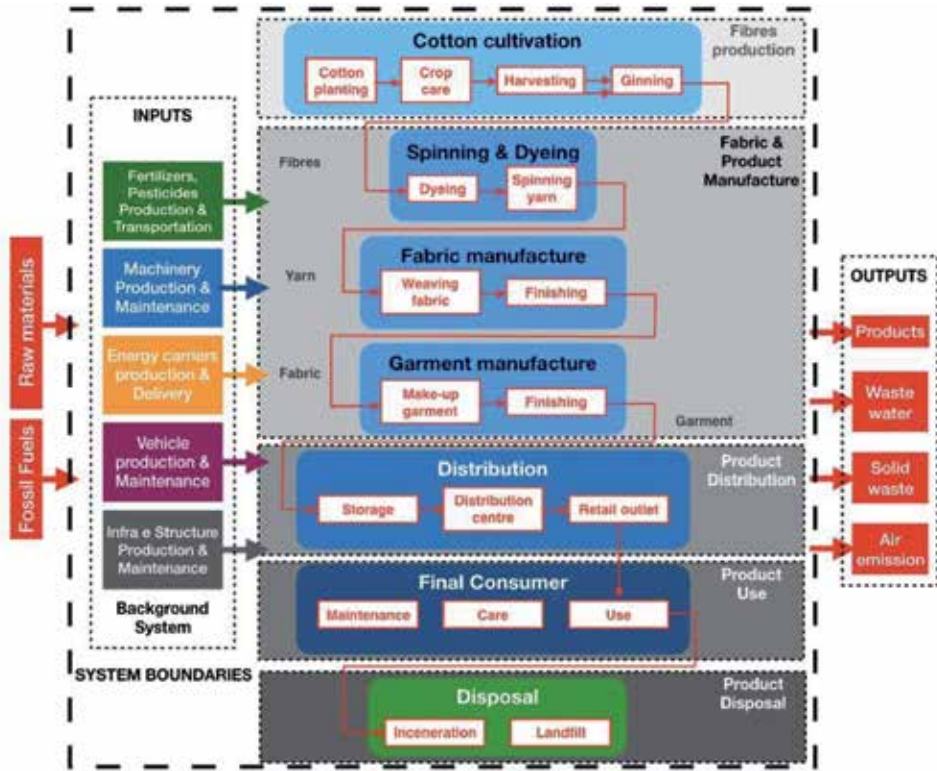 Raw materials
Fossil Fuels
INPUTS
Fertilizers,
Pesticides
Production &
Transportation
Machinery
Production &
Maintenance
Energy carriers
production &
Delivery
Vehicle
production &
Maintenance
Infra e Structure
Production &
Maintenance
Background
System
SYSTEM BOUNDARIES
Fibres
production
Cotton cultivation
Cotton
planting
Crop
care
Harvesting
Ginning
Fabric &
Product
Manufacture
Fibres
Spinning & Dyeing
Dyeing
Spinning
yarn
Yarn
Fabric manufacture
Weaving
fabric
Finishing
Fabric
Garment manufacture
Make-up
garment
Finishing
Garment
Product
Distribution
Distribution
Storage
Distribution
centre
Retail outlet
Product
Use
Final Consumer
Maintenance
Care
Use
Product
Disposal
Disposal
Inceneration
Landfill
OUTPUTS
Products
Waste
water
Solid
waste
Air
emission